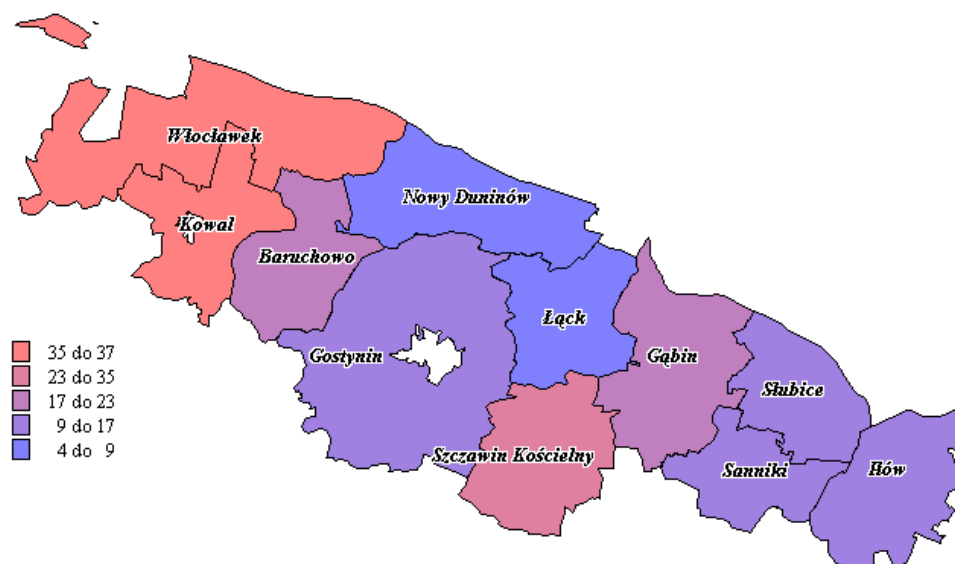 Włocławek
Nowy Duninów
Kowal
Baruchowo
Łąck
Gostynin
Gąbin
Słubice
Szczawin Kościelny
Sanniki
Iłów
35 do 37
23 do 35
17 do 23
9 do 17
4 do 9